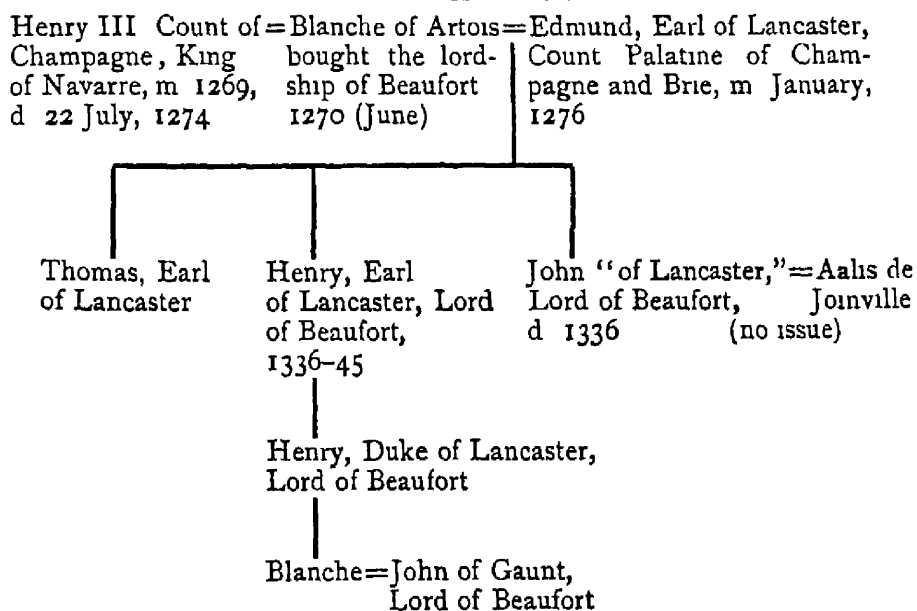 Henry III Count of=Blanche of Artois=Edmund, Earl of Lancaster,
Champagne, King bought the lord- Count Palatine of Cham-
of Navarre, m 1269, ship of Beaufort pagne and Brie, m January,
d 22 July, 1274 1270 (June) 1276
Thomas, Earl Henry, Earl John “of Lancaster,”=Aalis de
of Lancaster of Lancaster, Lord Lord of Beaufort, Joinville
of Beaufort, d 1336 (no issue)
1336–45
Henry, Duke of Lancaster,
Lord of Beaufort
Blanche=John of Gaunt,
Lord of Beaufort